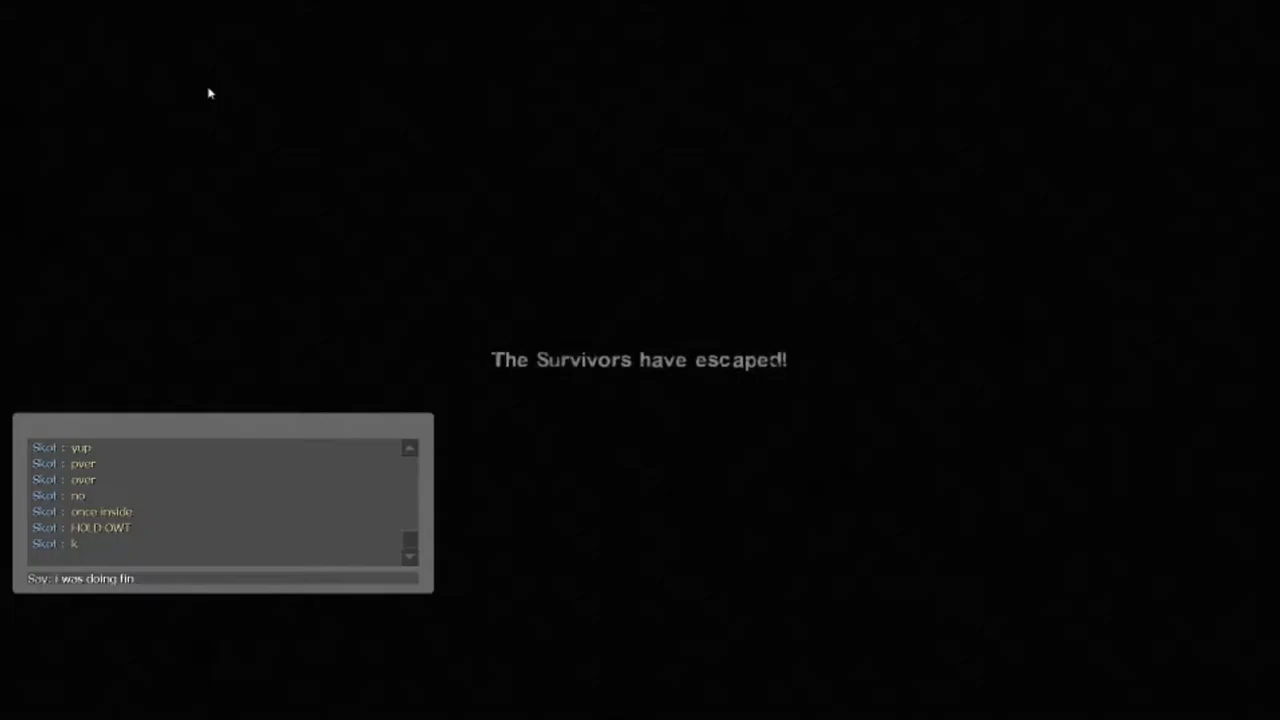 The Survivors have escaped!
Skot : yup
Skot : pver
Skot : over
Skot : no
Skot : once inside
Skot : HOLD OWT
Skot : k
Say: i was doing fin